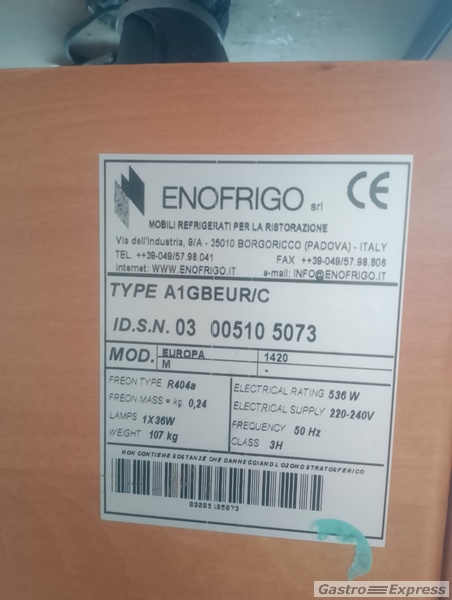 ENOFRIGO srl
CE
MOBILI REFRIGERATI PER LA RISTORAZIONE
Via dell'Industria, 9/A - 35010 BORGORICCO (PADOVA) - ITALY
TEL ++39-049/57.98.041 FAX ++39-049/57.98.606
internet: WWW.ENOFRIGO.IT e-mail: INFO@ENOFRIGO.IT
TYPE A1GBEUR/C
ID.S.N. 03 00510 5073
MOD. EUROPA 1420
M -
FREON TYPE R404a
FREON MASS = kg 0,24
LAMPS 1X36W
WEIGHT 107 kg
ELECTRICAL RATING 536 W
ELECTRICAL SUPPLY 220-240V
FREQUENCY 50 Hz
CLASS 3H
NON CONTIENE SOSTANZE CHE DANNEGGIANO L'OZONO STRATOSFERICO
03005105073
Gastro Express